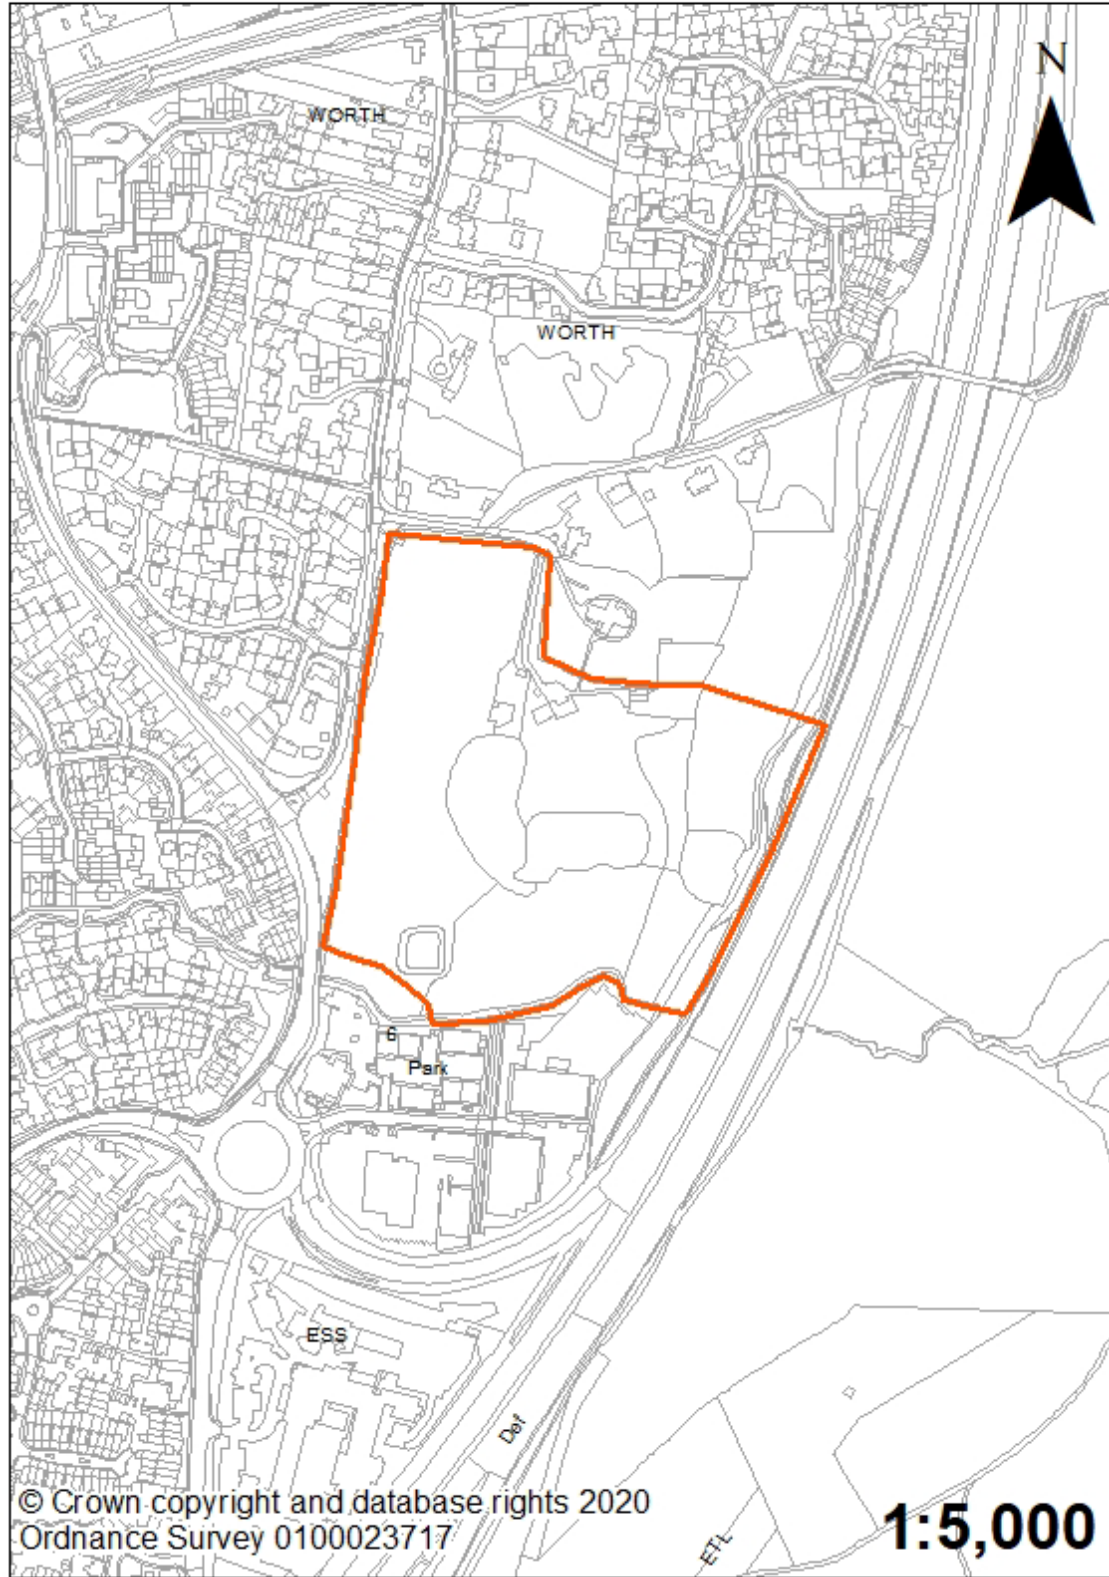 N
WORTH
WORTH
6
Park
ESS
Def
ETL
© Crown copyright and database rights 2020
Ordnance Survey 0100023717
1:5,000